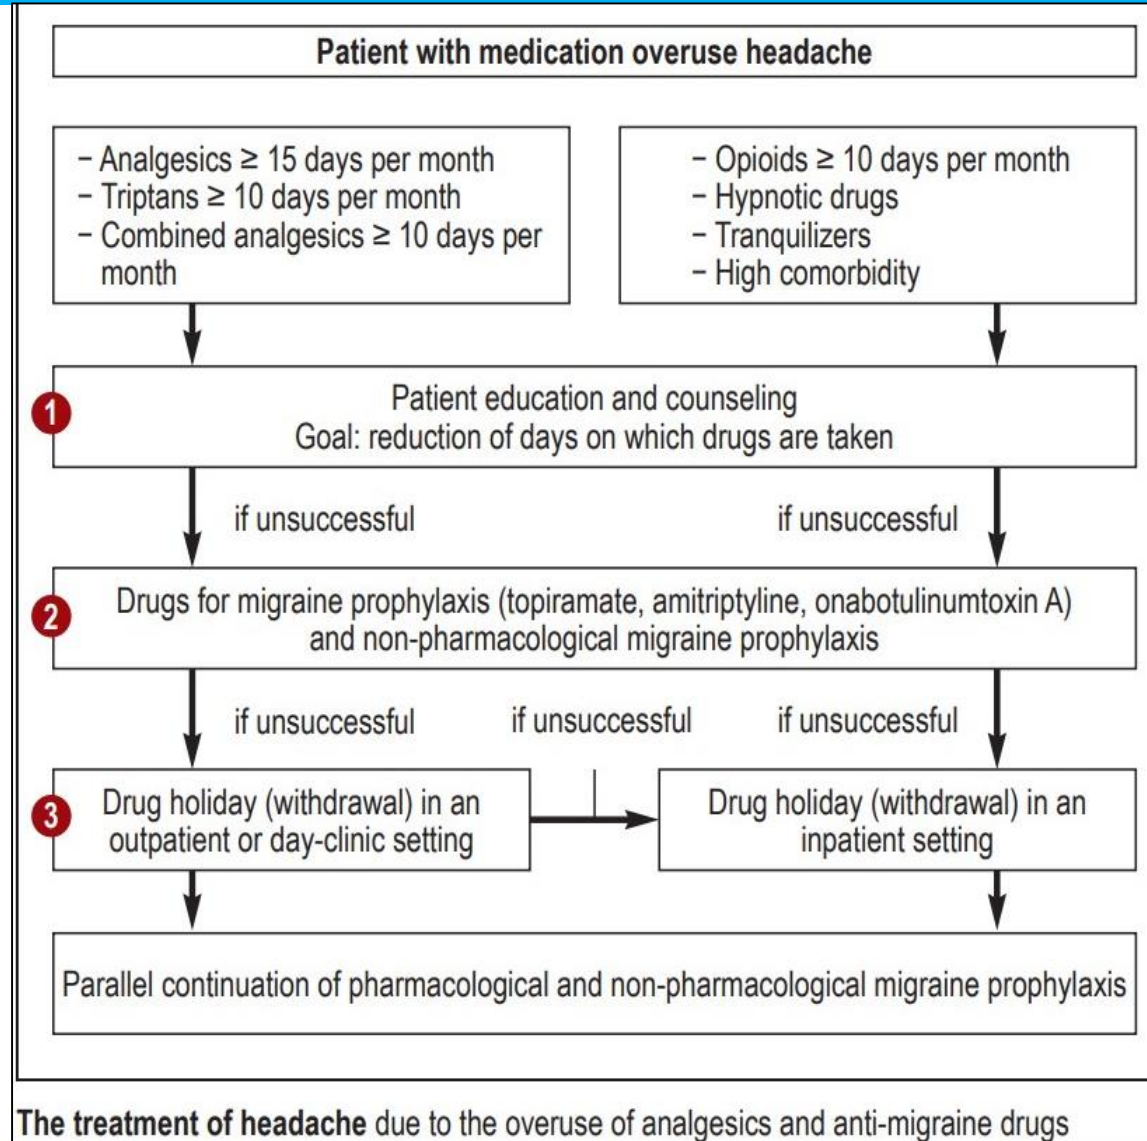 Patient with medication overuse headache
– Analgesics ≥ 15 days per month
– Triptans ≥ 10 days per month
– Combined analgesics ≥ 10 days per
month
– Opioids ≥ 10 days per month
– Hypnotic drugs
– Tranquilizers
– High comorbidity
1
Patient education and counseling
Goal: reduction of days on which drugs are taken
if unsuccessful
if unsuccessful
2
Drugs for migraine prophylaxis (topiramate, amitriptyline, onabotulinumtoxin A)
and non-pharmacological migraine prophylaxis
if unsuccessful
if unsuccessful
if unsuccessful
3
Drug holiday (withdrawal) in an
outpatient or day-clinic setting
Drug holiday (withdrawal) in an
inpatient setting
Parallel continuation of pharmacological and non-pharmacological migraine prophylaxis
The treatment of headache due to the overuse of analgesics and anti-migraine drugs